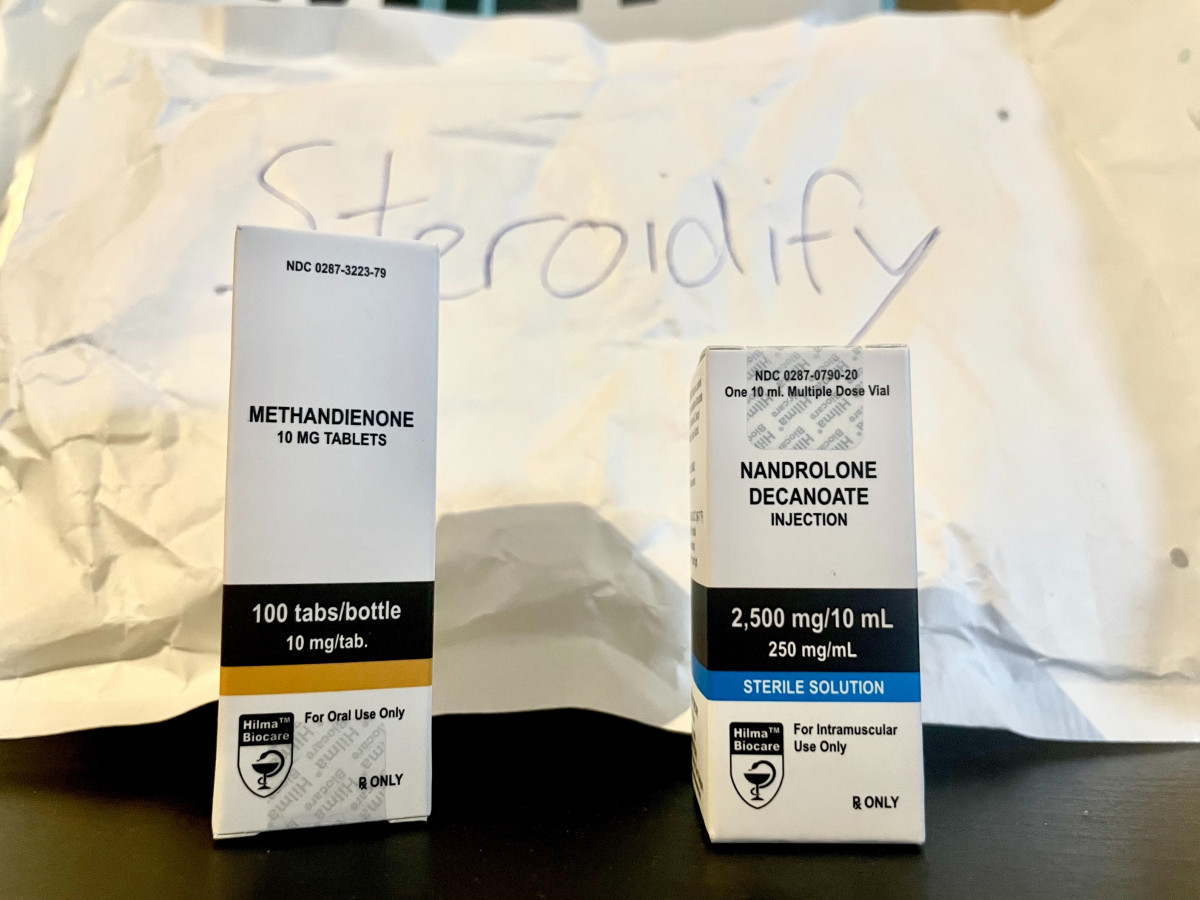 Steroidify
NDC 0287-3223-79
METHANDIENONE
10 MG TABLETS
100 tabs/bottle
10 mg/tab.
Hilma™
Biocare
For Oral Use Only
℞ ONLY
NDC 0287-0790-20
One 10 ml. Multiple Dose Vial
NANDROLONE
DECANOATE
INJECTION
2,500 mg/10 mL
250 mg/mL
STERILE SOLUTION
Hilma™
Biocare
For Intramuscular
Use Only
℞ ONLY